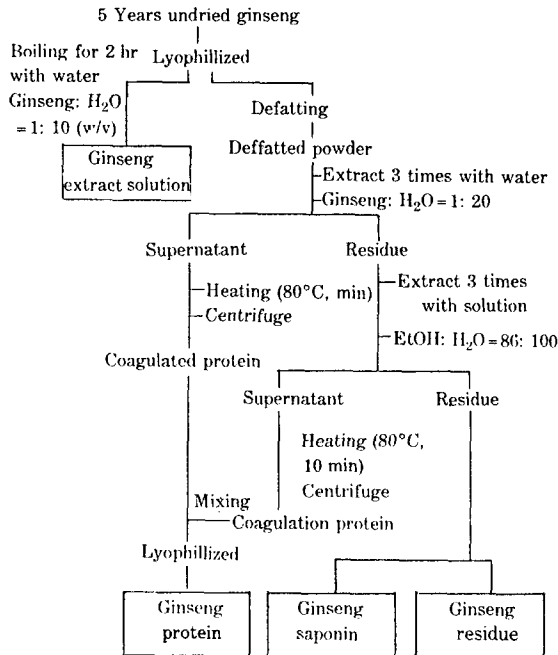 5 Years undried ginseng
Boiling for 2 hr
with water
Ginseng: H₂O
=1: 10 (w/v)
Lyophillized
Ginseng
extract solution
Defatting
Deffatted powder
Extract 3 times with water
Ginseng: H₂O=1: 20
Supernatant
Residue
Heating (80°C, min)
Centrifuge
Extract 3 times
with solution
EtOH: H₂O=86: 100
Coagulated protein
Supernatant
Residue
Heating (80°C,
10 min)
Centrifuge
Mixing
Coagulation protein
Lyophillized
Ginseng
protein
Ginseng
saponin
Ginseng
residue